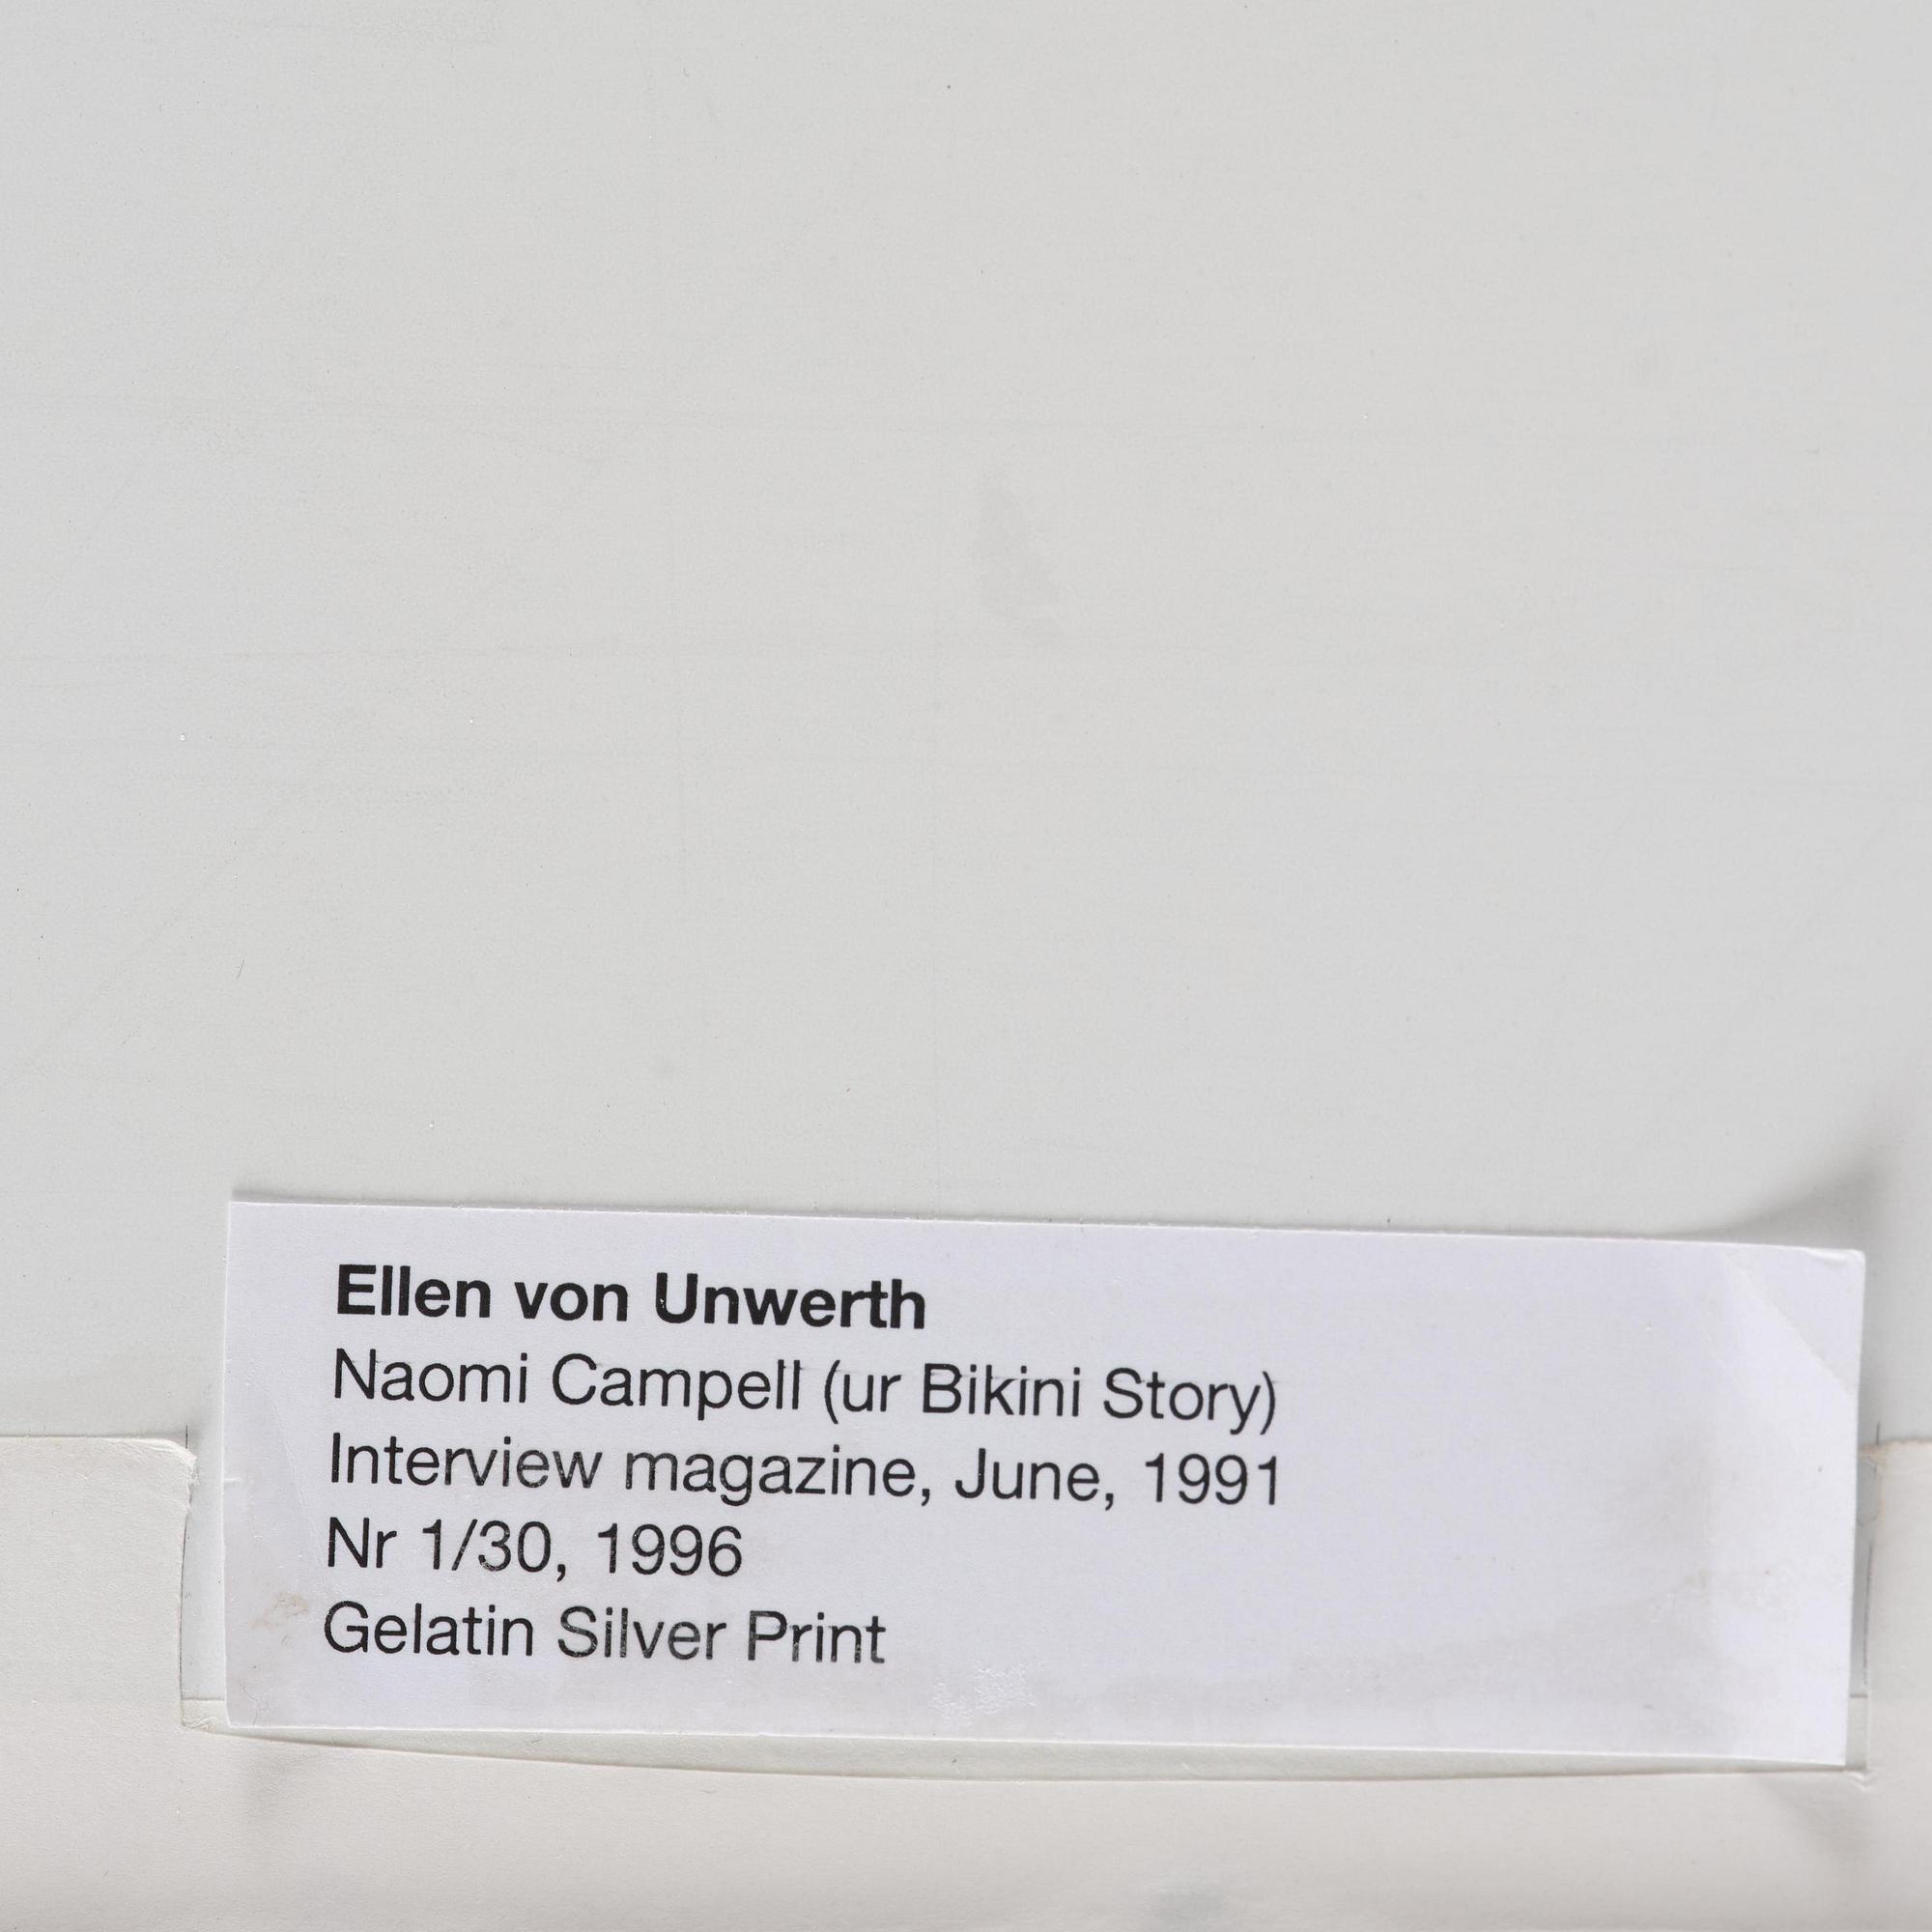 Ellen von Unwerth
Naomi Campell (ur Bikini Story)
Interview magazine, June, 1991
Nr 1/30, 1996
Gelatin Silver Print